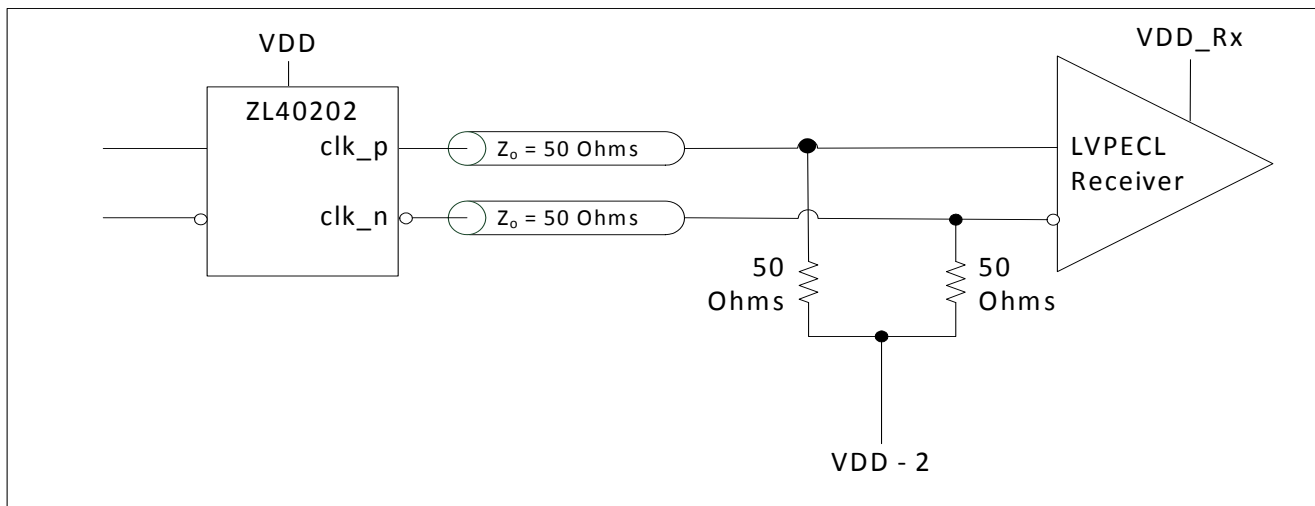 VDD
VDD_Rx
ZL40202
clk_p
Zₒ = 50 Ohms
LVPECL
Receiver
clk_n
Zₒ = 50 Ohms
50
Ohms
50
Ohms
VDD - 2